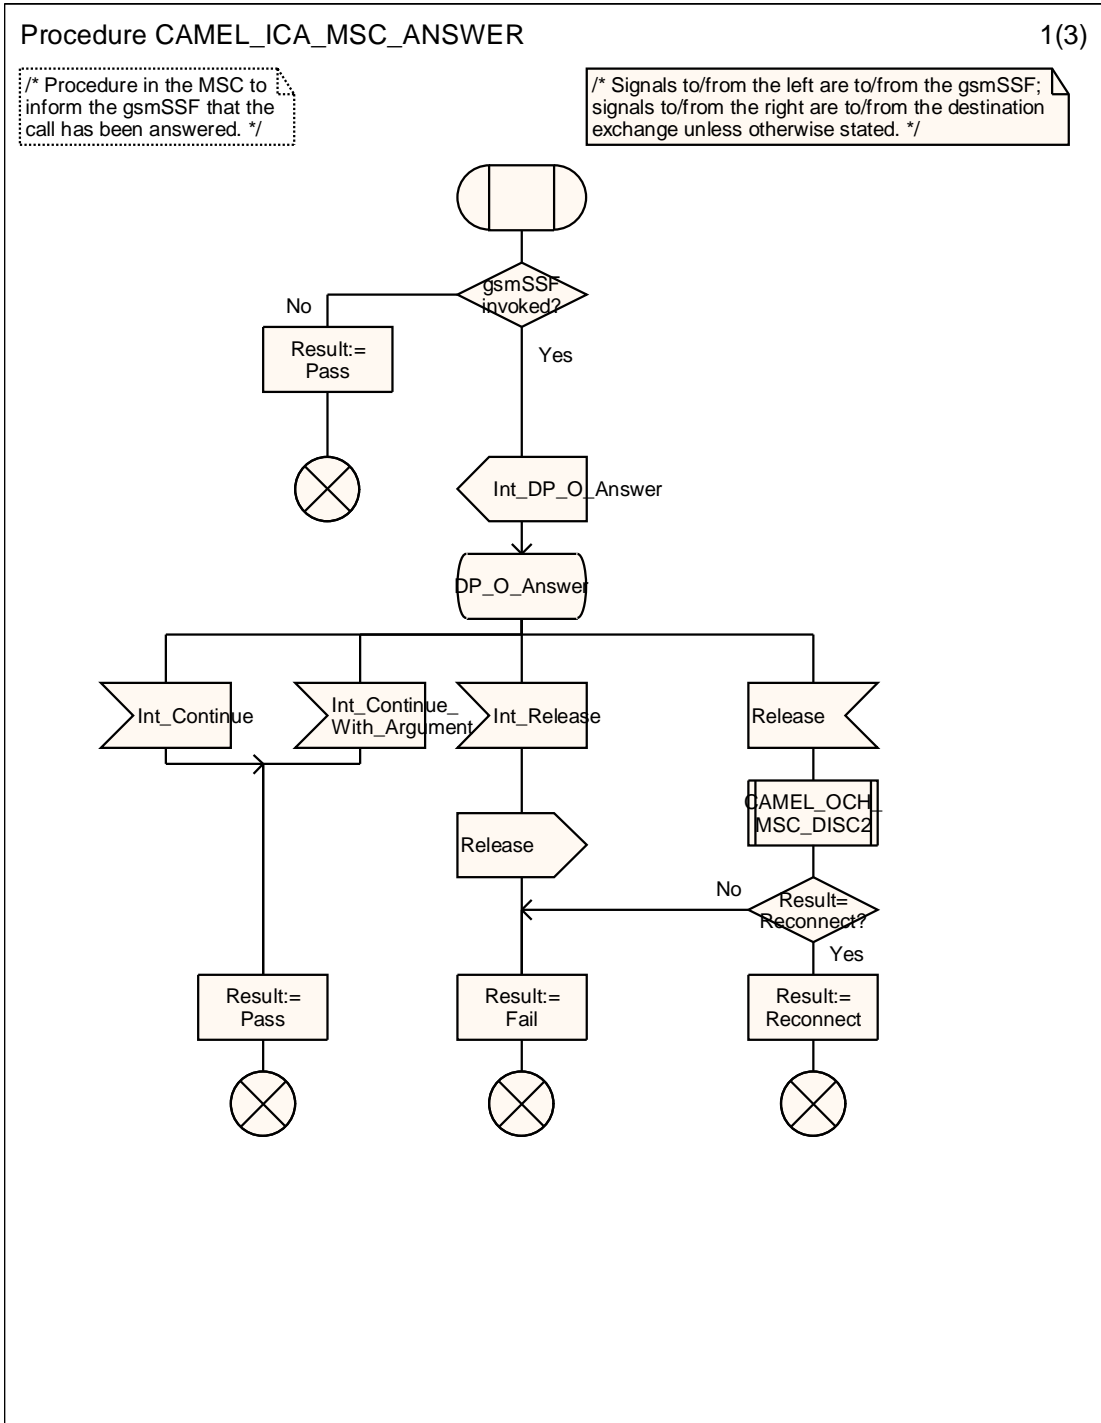 Procedure CAMEL_ICA_MSC_ANSWER
1(3)
/* Procedure in the MSC to
inform the gsmSSF that the
call has been answered. */
/* Signals to/from the left are to/from the gsmSSF;
signals to/from the right are to/from the destination
exchange unless otherwise stated. */
gsmSSF
invoked?
No
Yes
Result:=
Pass
Int_DP_O_Answer
DP_O_Answer
Int_Continue
Int_Continue_
With_Argument
Int_Release
Release
CAMEL_OCH_
MSC_DISC2
Release
No
Result=
Reconnect?
Yes
Result:=
Pass
Result:=
Fail
Result:=
Reconnect